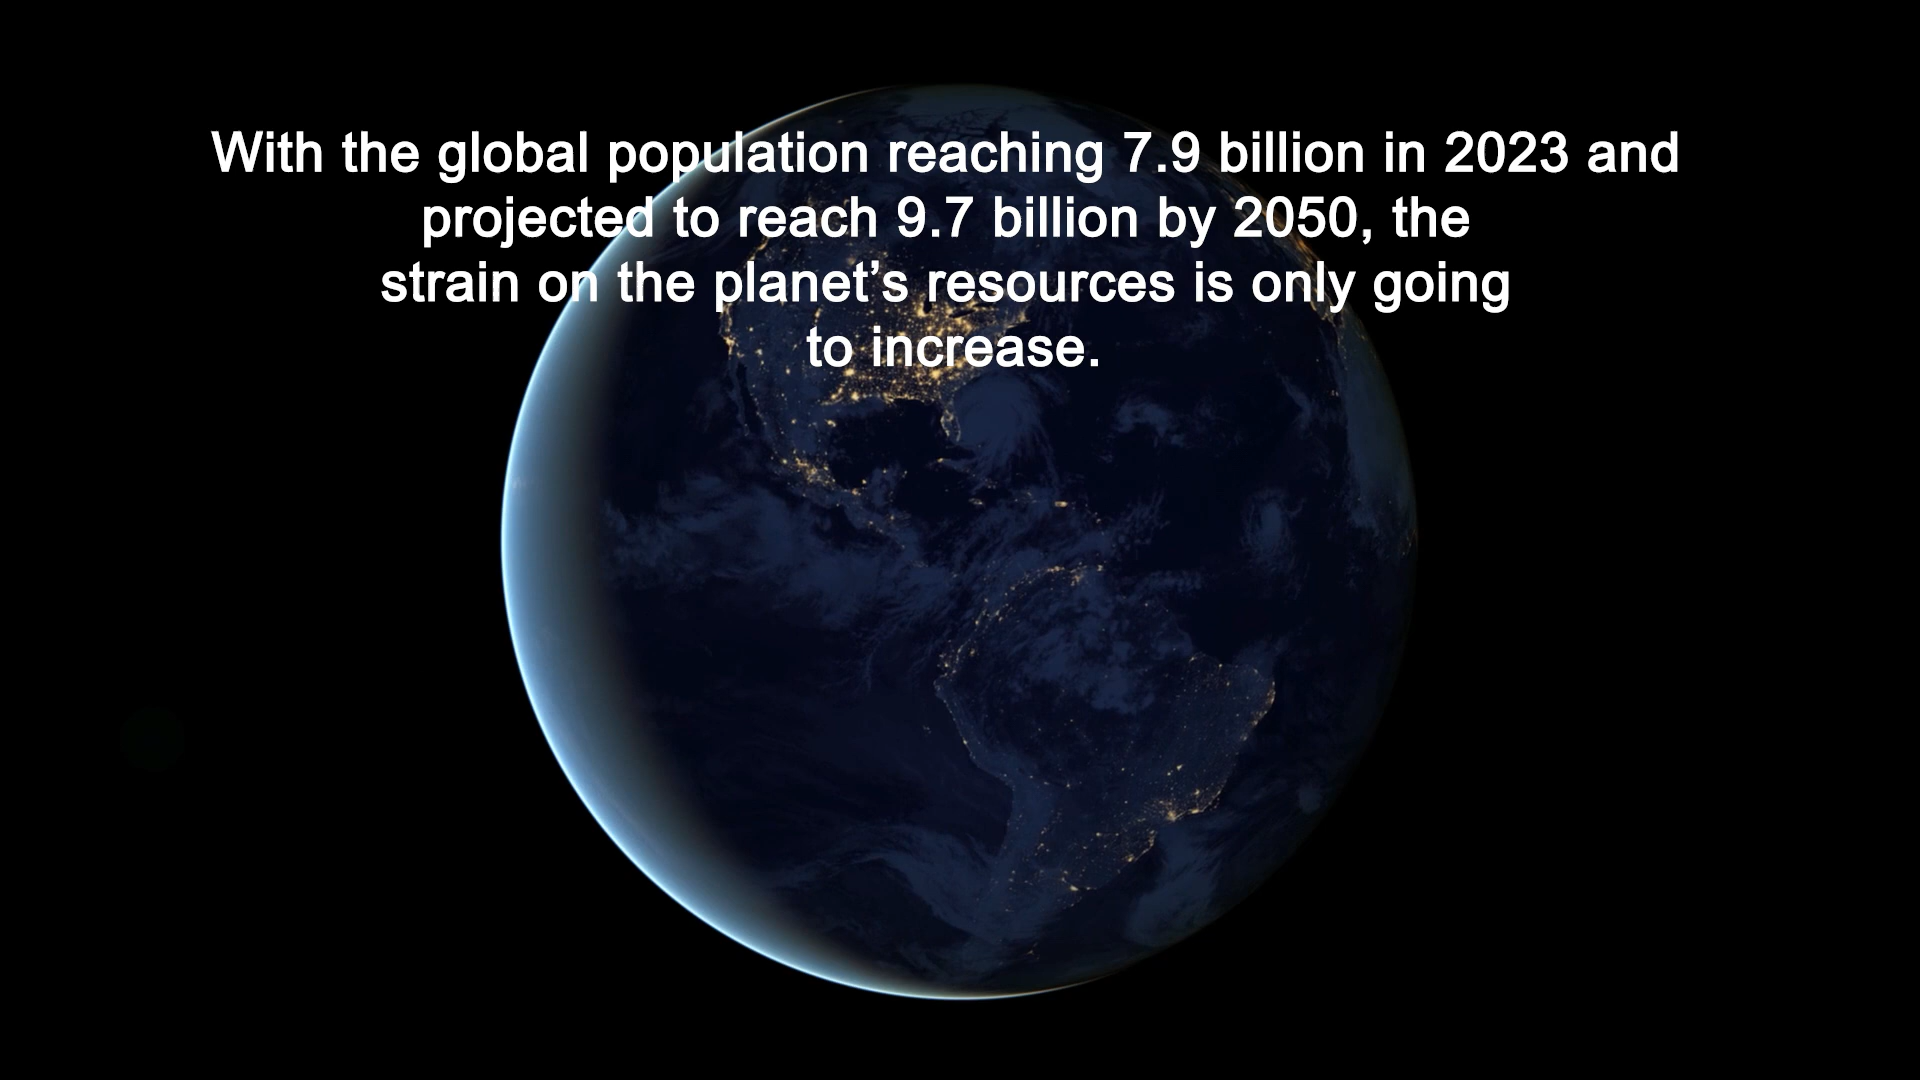 With the global population reaching 7.9 billion in 2023 and
projected to reach 9.7 billion by 2050, the
strain on the planet’s resources is only going
to increase.